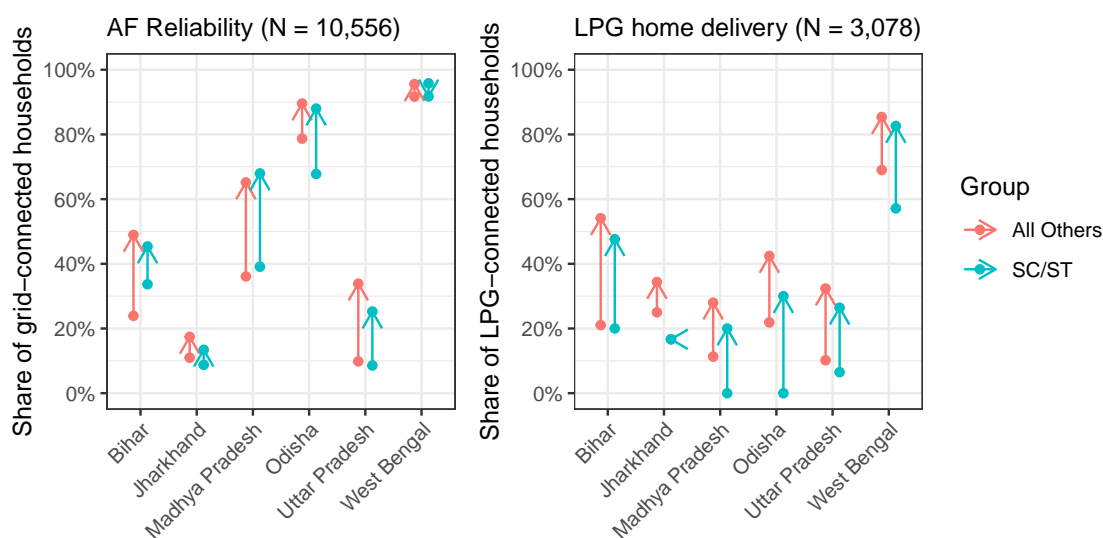 AF Reliability (N = 10,556)
Share of grid−connected households
100%
80%
60%
40%
20%
0%
Bihar
Jharkhand
Madhya Pradesh
Odisha
Uttar Pradesh
West Bengal
LPG home delivery (N = 3,078)
Share of LPG−connected households
100%
80%
60%
40%
20%
0%
Bihar
Jharkhand
Madhya Pradesh
Odisha
Uttar Pradesh
West Bengal
Group
All Others
SC/ST